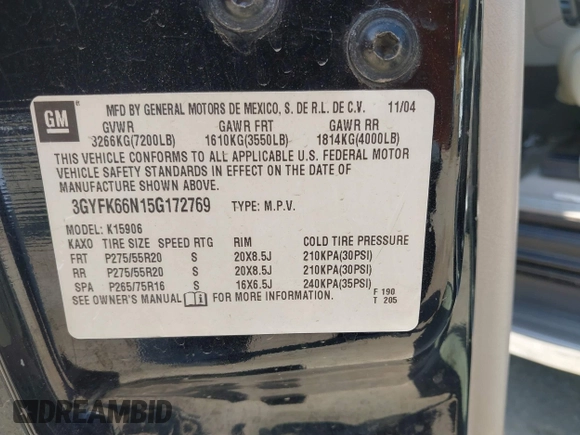 GM
MFD BY GENERAL MOTORS DE MEXICO, S. DE R.L. DE C.V. 11/04
GVWR GAWR FRT GAWR RR
3266KG(7200LB) 1610KG(3550LB) 1814KG(4000LB)
THIS VEHICLE CONFORMS TO ALL APPLICABLE U.S. FEDERAL MOTOR
VEHICLE SAFETY STANDARDS IN EFFECT ON THE DATE OF
MANUFACTURE SHOWN ABOVE.
3GYFK66N15G172769 TYPE: M.P.V.
MODEL: K15906
KAXO TIRE SIZE SPEED RTG RIM COLD TIRE PRESSURE
FRT P275/55R20 S 20X8.5J 210KPA(30PSI)
RR P275/55R20 S 20X8.5J 210KPA(30PSI)
SPA P265/75R16 S 16X6.5J 240KPA(35PSI)
SEE OWNER'S MANUAL FOR MORE INFORMATION.
F 190
T 205
DREAMBID